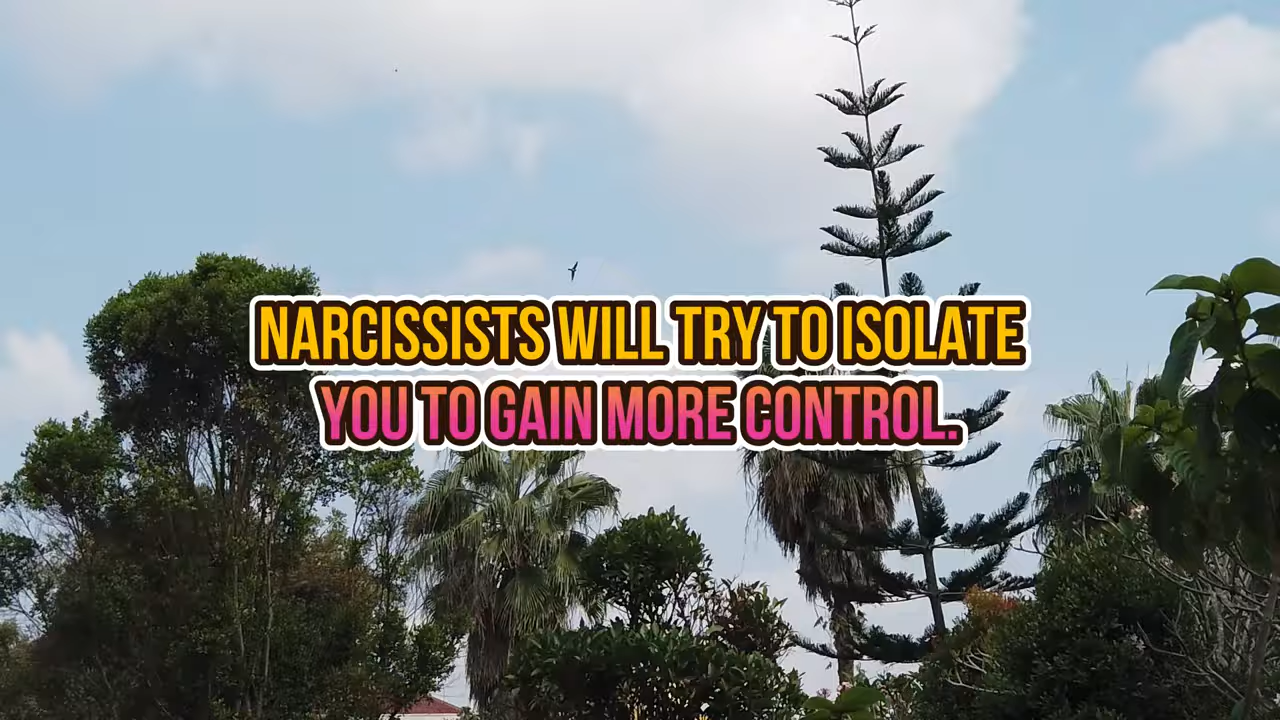 NARCISSISTS WILL TRY TO ISOLATE
YOU TO GAIN MORE CONTROL.